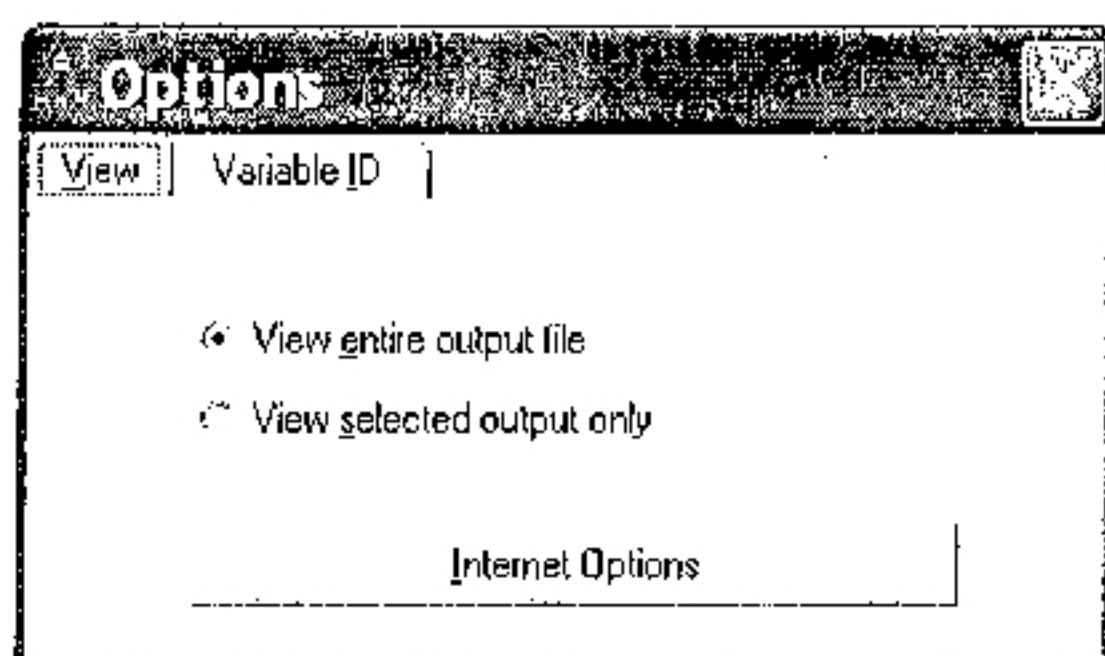 Options
View Variable ID
View entire output file
View selected output only
Internet Options